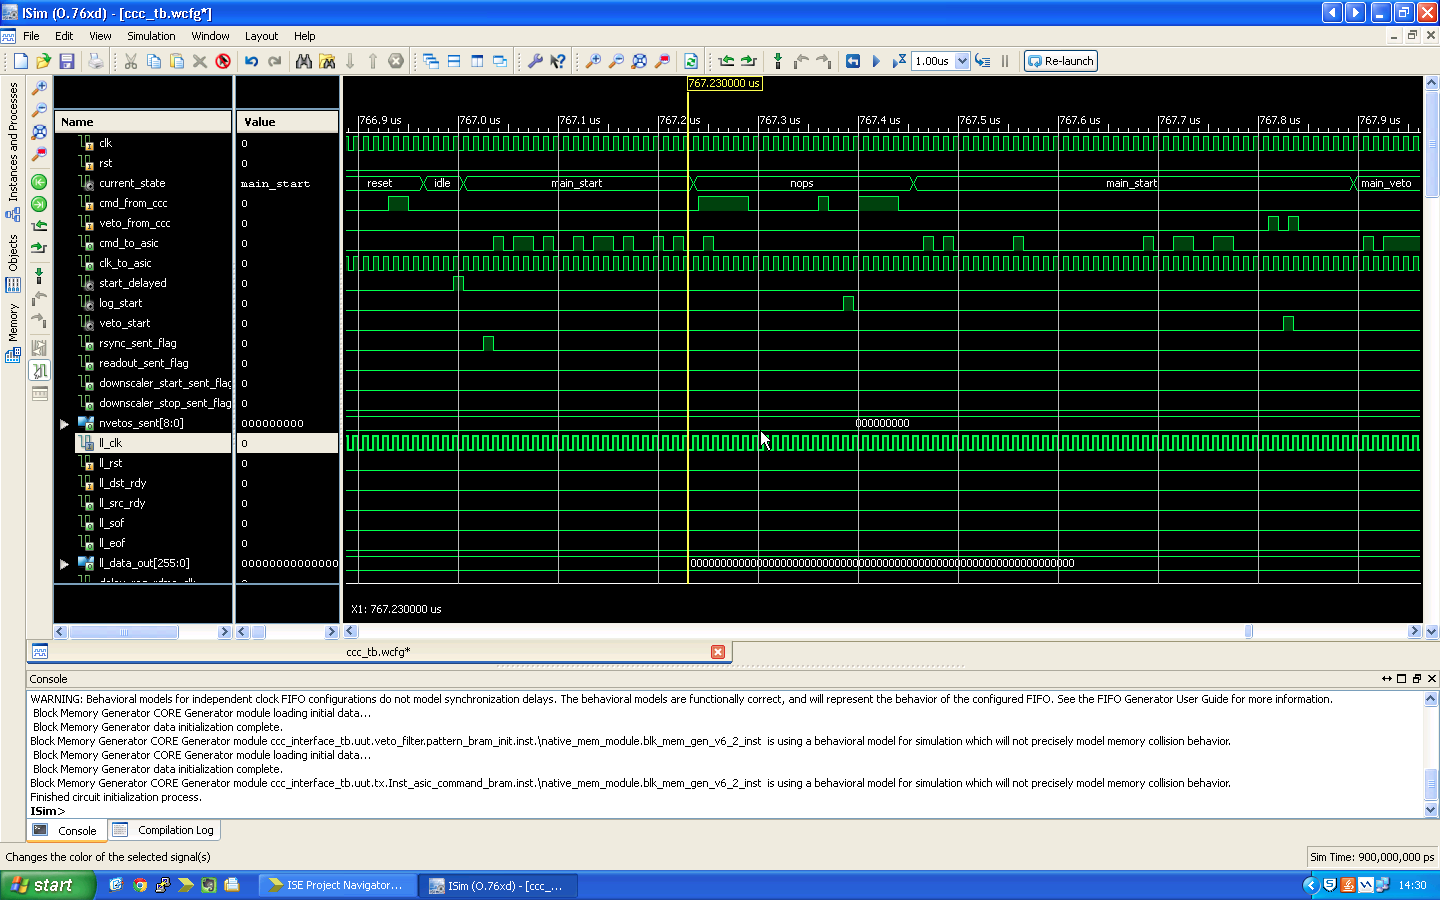 ISim (O.76xd) - [ccc_tb.wcfg*]
File Edit View Simulation Window Layout Help
1.00us Re-launch
767.230000 us
Name Value
766.9 us 767.0 us 767.1 us 767.2 us 767.3 us 767.4 us 767.5 us 767.6 us 767.7 us 767.8 us 767.9 us
clk 0
rst 0
current_state main_start reset idle main_start nops main_start main_veto
cmd_from_ccc 0
veto_from_ccc 0
cmd_to_asic 0
clk_to_asic 0
start_delayed 0
log_start 0
veto_start 0
rsync_sent_flag 0
readout_sent_flag 0
downscaler_start_sent_flag 0
downscaler_stop_sent_flag 0
nvetos_sent[8:0] 000000000 000000000
ll_clk 0
ll_rst 0
ll_dst_rdy 0
ll_src_rdy 0
ll_sof 0
ll_eof 0
ll_data_out[255:0]
X1: 767.230000 us
Instances and Processes
Objects
Memory
ccc_tb.wcfg*
Console
WARNING: Behavioral models for independent clock FIFO configurations do not model synchronization delays. The behavioral models are functionally correct, and will represent the behavior of the configured FIFO. See the FIFO Generator User Guide for more information.
Block Memory Generator CORE Generator module loading initial data...
Block Memory Generator data initialization complete.
Block Memory Generator CORE Generator module ccc_interface_tb.uut.veto_filter.pattern_bram_init.inst.\native_mem_module.blk_mem_gen_v6_2_inst is using a behavioral model for simulation which will not precisely model memory collision behavior.
Block Memory Generator CORE Generator module loading initial data...
Block Memory Generator data initialization complete.
Block Memory Generator CORE Generator module ccc_interface_tb.uut.tx.Inst_asic_command_bram.inst.\native_mem_module.blk_mem_gen_v6_2_inst is using a behavioral model for simulation which will not precisely model memory collision behavior.
Finished circuit initialization process.
ISim>
Console Compilation Log
Changes the color of the selected signal(s) Sim Time: 900,000,000 ps
start ISE Project Navigator... ISim (O.76xd) - [ccc_... 14:30